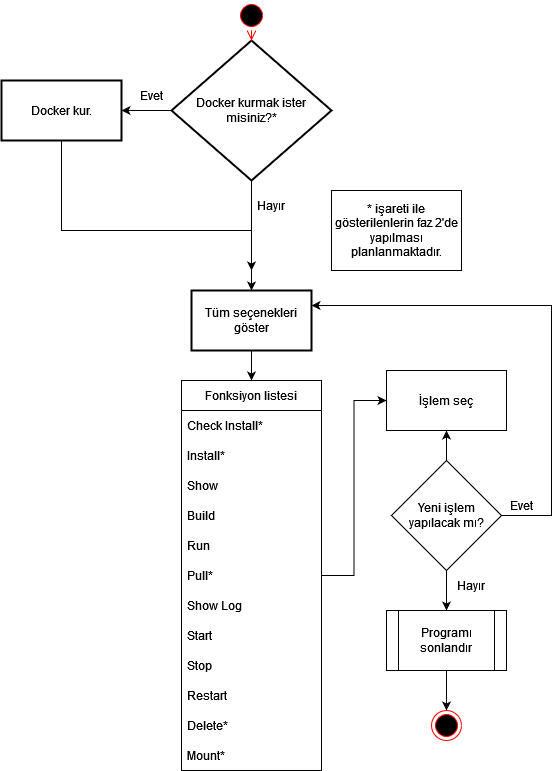 Docker kurmak ister
misiniz?*
Evet
Docker kur.
Hayır
* işareti ile
gösterilenlerin faz 2'de
yapılması
planlanmaktadır.
Tüm seçenekleri
göster
Fonksiyon listesi
Check Install*
Install*
Show
Build
Run
Pull*
Show Log
Start
Stop
Restart
Delete*
Mount*
İşlem seç
Yeni işlem
yapılacak mı?
Evet
Hayır
Programı
sonlandır